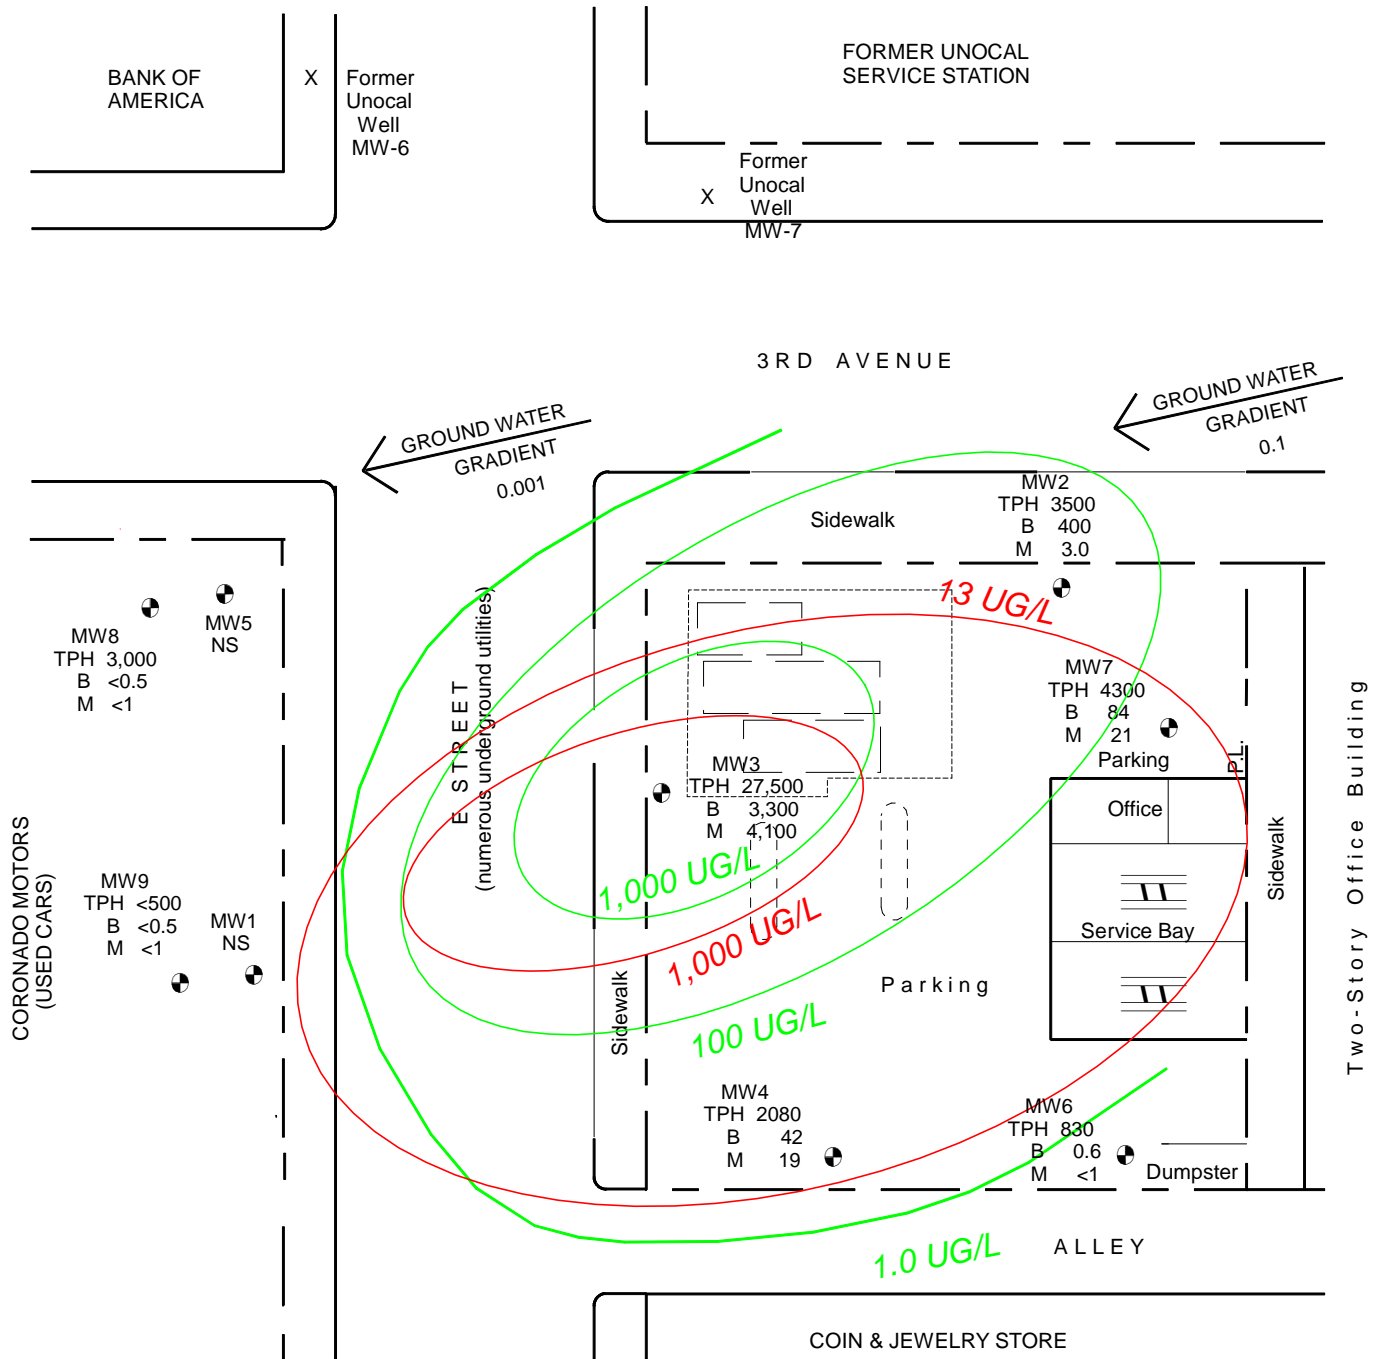 BANK OF
AMERICA
X
Former
Unocal
Well
MW-6
FORMER UNOCAL
SERVICE STATION
X
Former
Unocal
Well
MW-7
3RD AVENUE
GROUND WATER
GRADIENT
0.001
GROUND WATER
GRADIENT
0.1
Sidewalk
MW2
TPH 3500
B 400
M 3.0
13 UG/L
MW8
TPH 3,000
B <0.5
M <1
MW5
NS
E STREET
(numerous underground utilities)
MW7
TPH 4300
B 84
M 21
Parking
P.L.
MW3
TPH 27,500
B 3,300
M 4,100
Office
Service Bay
Sidewalk
Two-Story Office Building
1,000 UG/L
1,000 UG/L
100 UG/L
Parking
CORONADO MOTORS
(USED CARS)
MW9
TPH <500
B <0.5
M <1
MW1
NS
Sidewalk
MW4
TPH 2080
B 42
M 19
MW6
TPH 830
B 0.6
M <1
Dumpster
1.0 UG/L
ALLEY
COIN & JEWELRY STORE